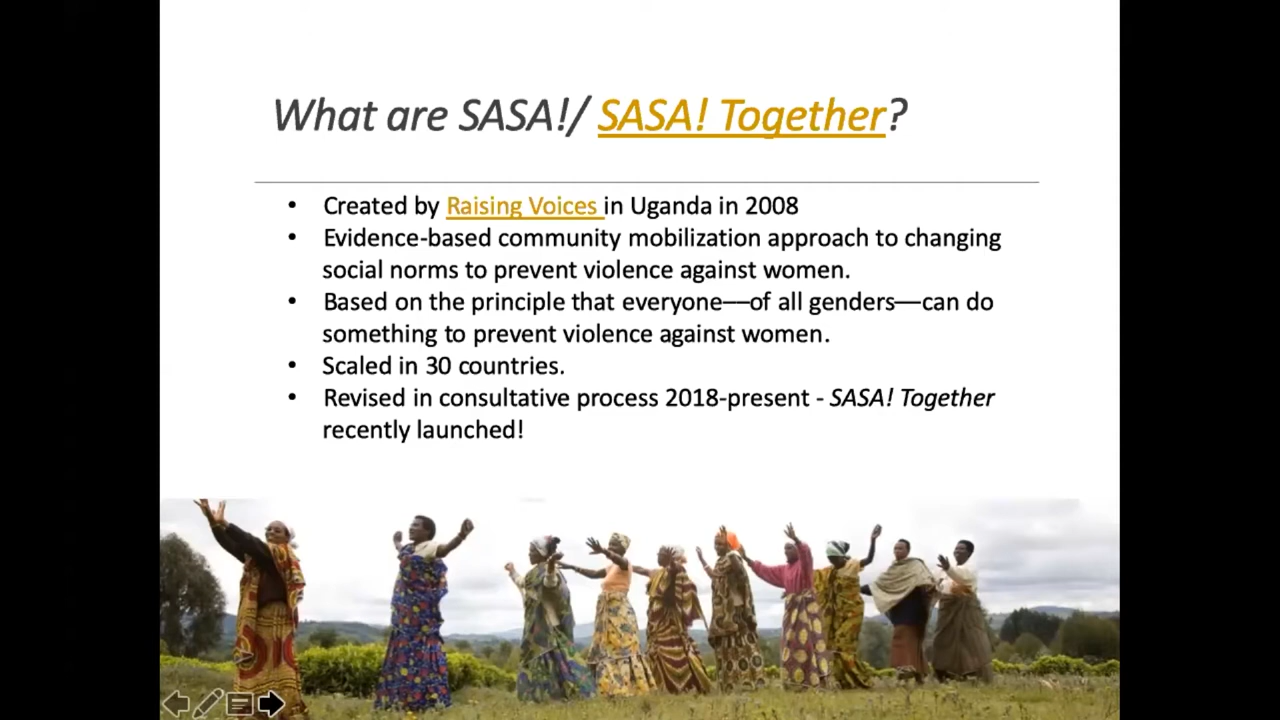 What are SASA!/ SASA! Together?
• Created by Raising Voices in Uganda in 2008
• Evidence-based community mobilization approach to changing
social norms to prevent violence against women.
• Based on the principle that everyone—of all genders—can do
something to prevent violence against women.
• Scaled in 30 countries.
• Revised in consultative process 2018-present - SASA! Together
recently launched!